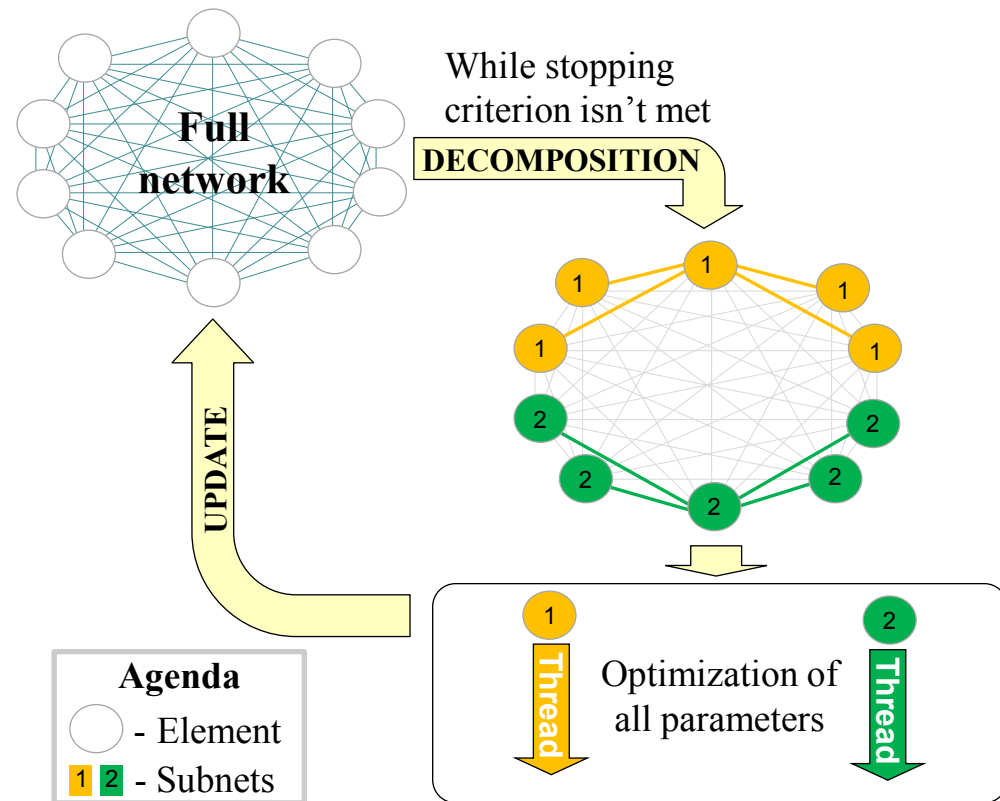 Full
network
While stopping
criterion isn't met
DECOMPOSITION
1
1
1
1
1
2
2
2
2
2
UPDATE
1
2
Thread
Optimization of
all parameters
Thread
Agenda
- Element
1 2 - Subnets